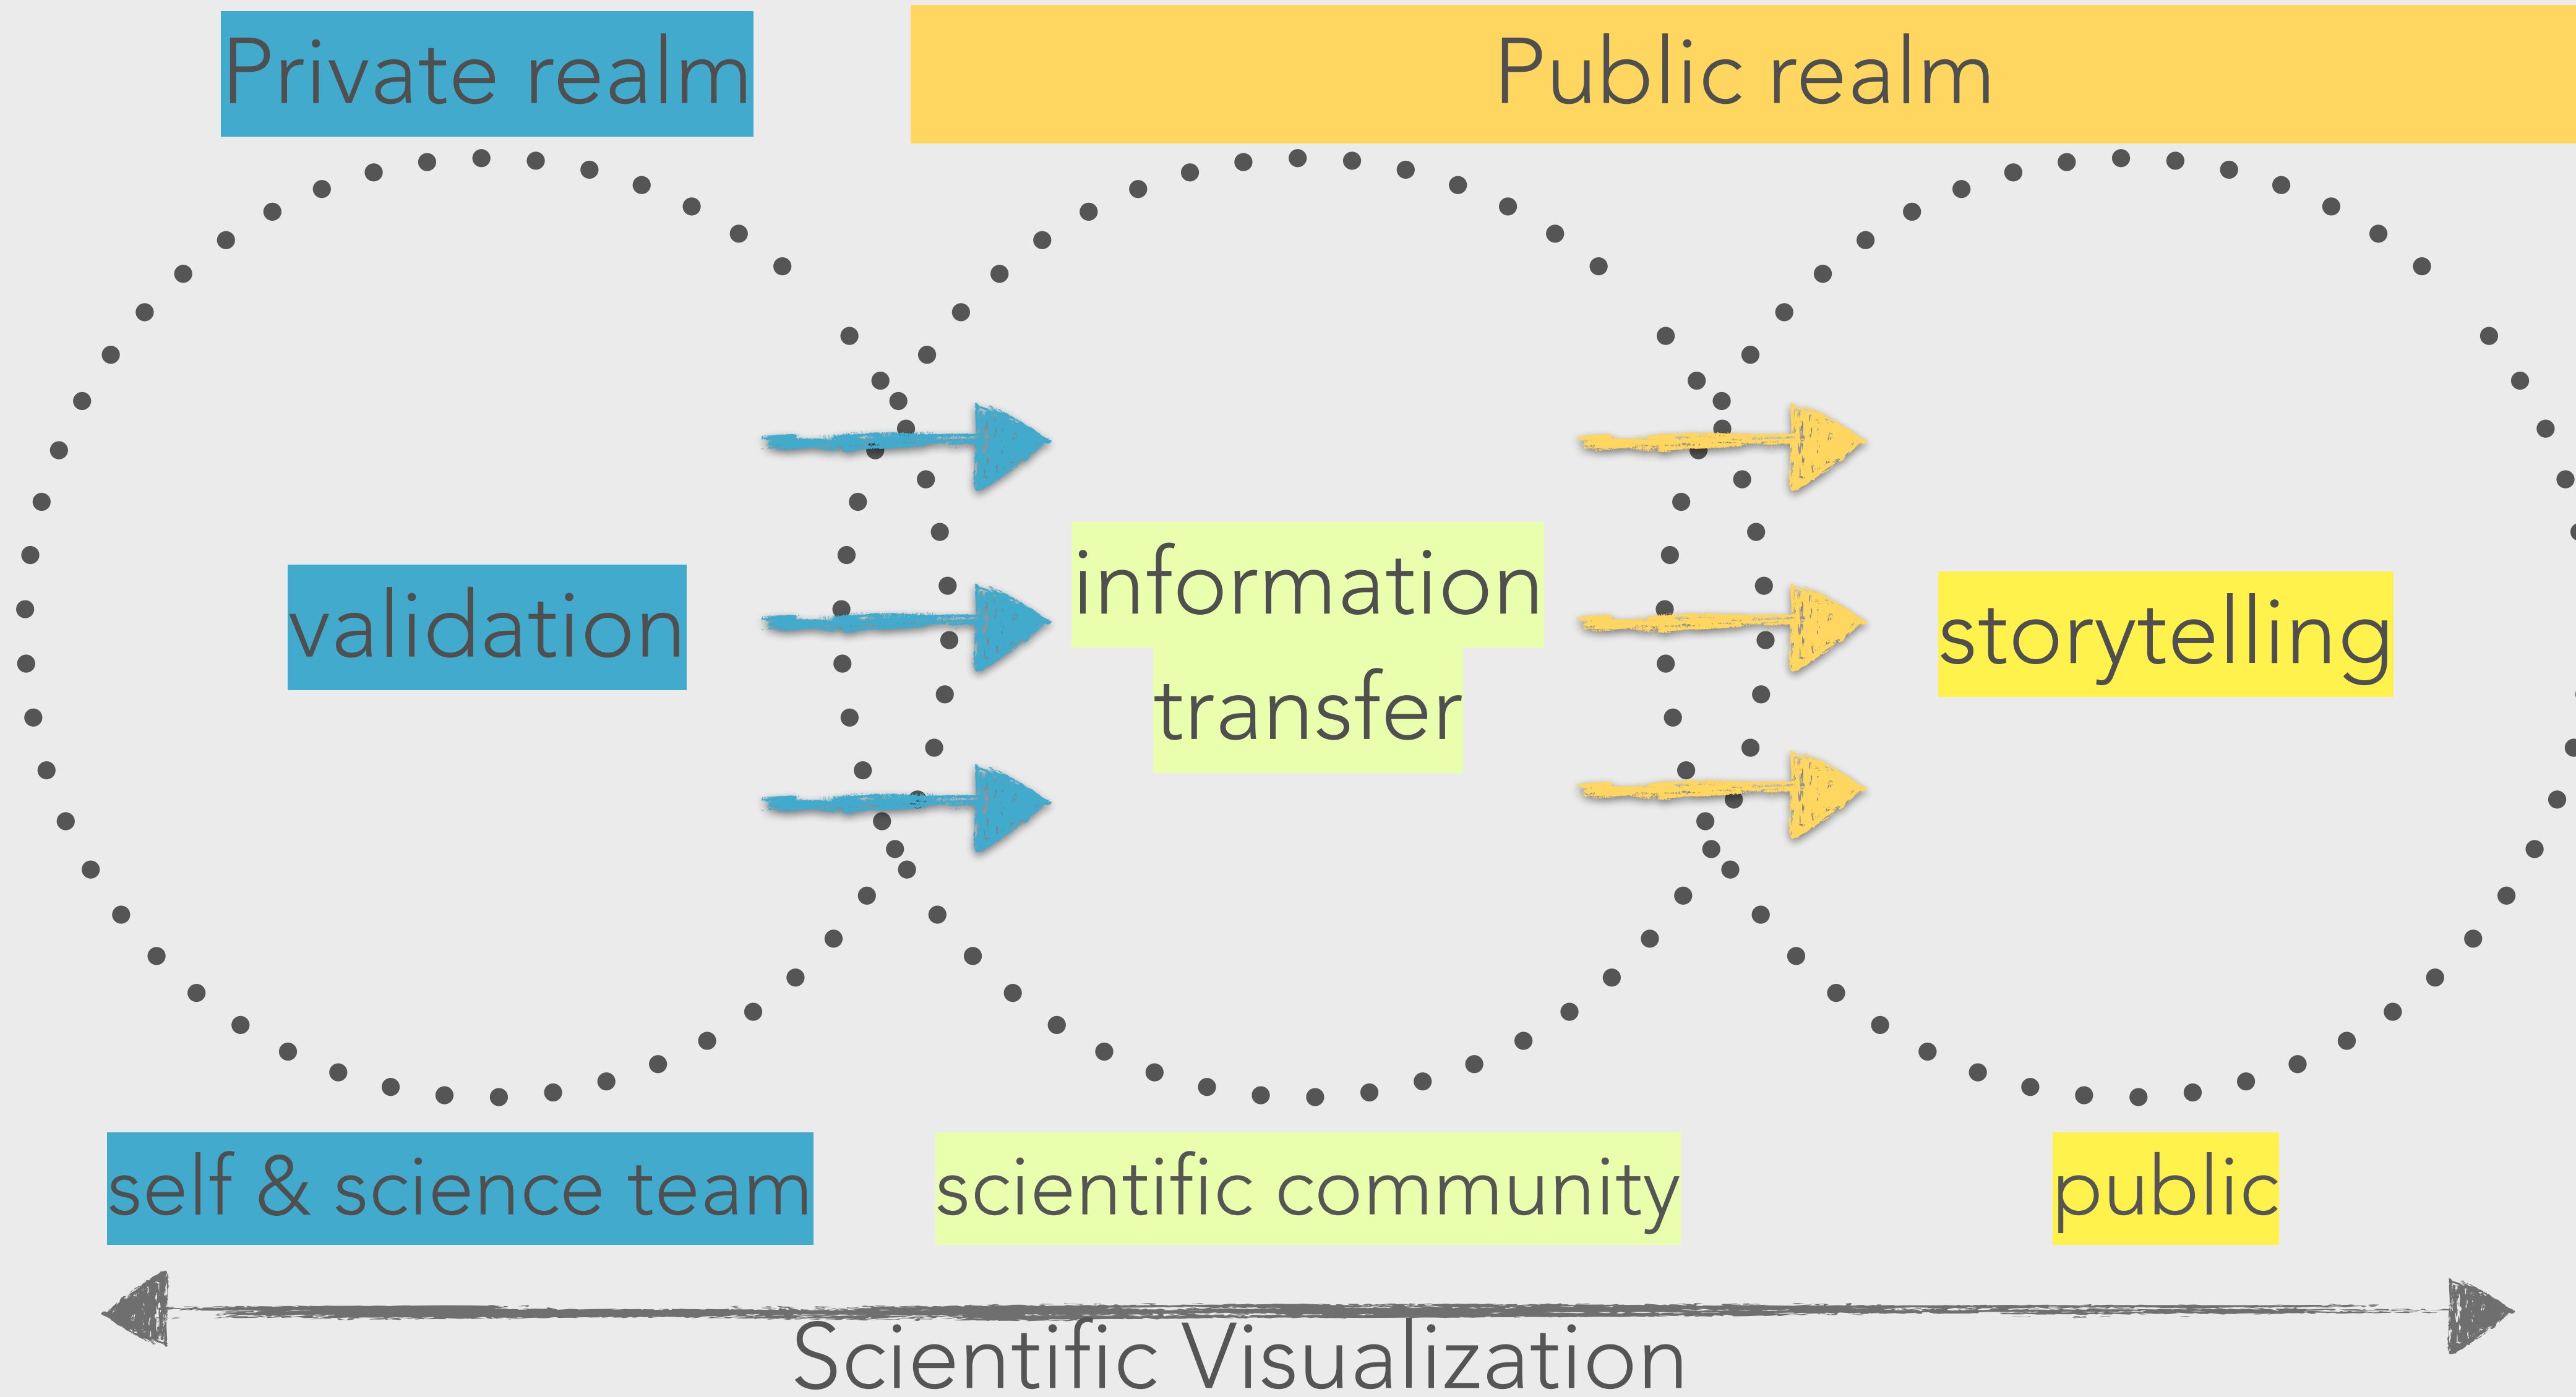 Private realm
Public realm
validation
information
transfer
storytelling
self & science team
scientific community
public
Scientific Visualization